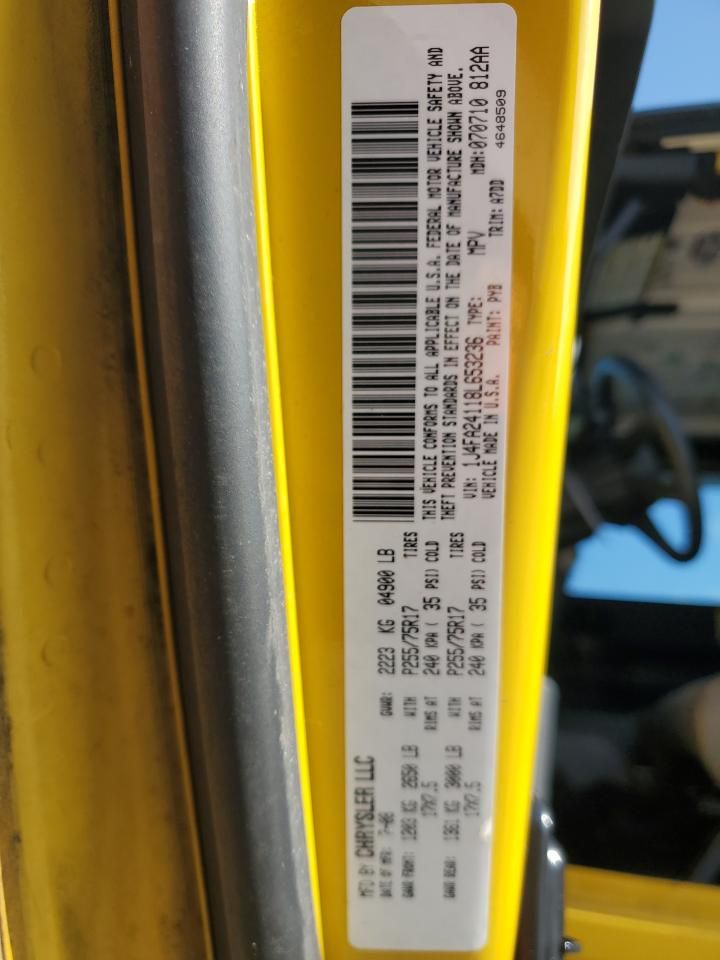 MFD BY CHRYSLER LLC
DATE OF MFR: 7-08 GVWR: 2223 KG 04900 LB
GAWR FRONT: 1203 KG 2650 LB WITH P255/75R17 TIRES
17X7.5 RIMS AT 240 KPA ( 35 PSI) COLD
GAWR REAR: 1361 KG 3000 LB WITH P255/75R17 TIRES
17X7.5 RIMS AT 240 KPA ( 35 PSI) COLD
THIS VEHICLE CONFORMS TO ALL APPLICABLE U.S.A. FEDERAL MOTOR VEHICLE SAFETY AND
THEFT PREVENTION STANDARDS IN EFFECT ON THE DATE OF MANUFACTURE SHOWN ABOVE.
VIN: 1J4FA24118L653236 TYPE: MPV MDH:070710 812AA
VEHICLE MADE IN U.S.A. PAINT: PYB TRIM: A7DD 4648509